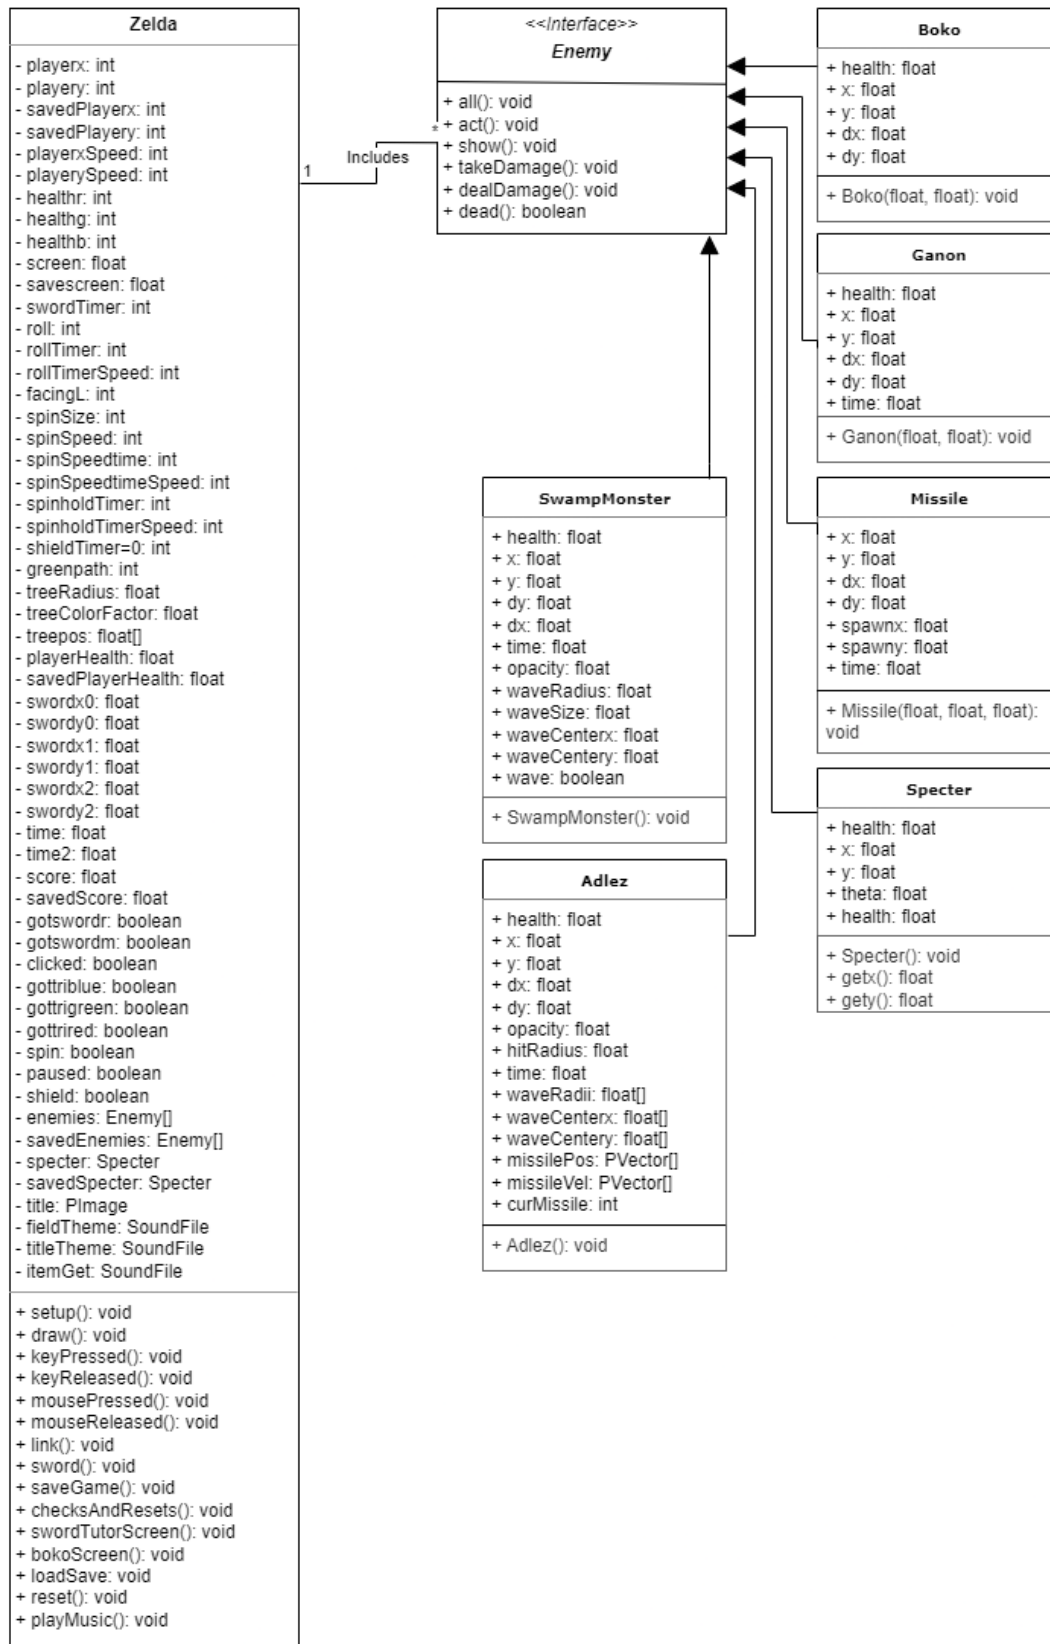 Zelda
- playerx: int
- playery: int
- savedPlayerx: int
- savedPlayery: int
- playerxSpeed: int
- playerySpeed: int
- healthr: int
- healthg: int
- healthb: int
- screen: float
- savescreen: float
- swordTimer: int
- roll: int
- rollTimer: int
- rollTimerSpeed: int
- facingL: int
- spinSize: int
- spinSpeed: int
- spinSpeedtime: int
- spinSpeedtimeSpeed: int
- spinholdTimer: int
- spinholdTimerSpeed: int
- shieldTimer=0: int
- greenpath: int
- treeRadius: float
- treeColorFactor: float
- treepos: float[]
- playerHealth: float
- savedPlayerHealth: float
- swordx0: float
- swordy0: float
- swordx1: float
- swordy1: float
- swordx2: float
- swordy2: float
- time: float
- time2: float
- score: float
- savedScore: float
- gotswordr: boolean
- gotswordm: boolean
- clicked: boolean
- gottriblue: boolean
- gottrigreen: boolean
- gottrired: boolean
- spin: boolean
- paused: boolean
- shield: boolean
- enemies: Enemy[]
- savedEnemies: Enemy[]
- specter: Specter
- savedSpecter: Specter
- title: PImage
- fieldTheme: SoundFile
- titleTheme: SoundFile
- itemGet: SoundFile
+ setup(): void
+ draw(): void
+ keyPressed(): void
+ keyReleased(): void
+ mousePressed(): void
+ mouseReleased(): void
+ link(): void
+ sword(): void
+ saveGame(): void
+ checksAndResets(): void
+ swordTutorScreen(): void
+ bokoScreen(): void
+ loadSave: void
+ reset(): void
+ playMusic(): void
1
Includes
*
<<Interface>>
Enemy
+ all(): void
+ act(): void
+ show(): void
+ takeDamage(): void
+ dealDamage(): void
+ dead(): boolean
SwampMonster
+ health: float
+ x: float
+ y: float
+ dy: float
+ dx: float
+ time: float
+ opacity: float
+ waveRadius: float
+ waveSize: float
+ waveCenterx: float
+ waveCentery: float
+ wave: boolean
+ SwampMonster(): void
Adlez
+ health: float
+ x: float
+ y: float
+ dx: float
+ dy: float
+ opacity: float
+ hitRadius: float
+ time: float
+ waveRadii: float[]
+ waveCenterx: float[]
+ waveCentery: float[]
+ missilePos: PVector[]
+ missileVel: PVector[]
+ curMissile: int
+ Adlez(): void
Boko
+ health: float
+ x: float
+ y: float
+ dx: float
+ dy: float
+ Boko(float, float): void
Ganon
+ health: float
+ x: float
+ y: float
+ dx: float
+ dy: float
+ time: float
+ Ganon(float, float): void
Missile
+ x: float
+ y: float
+ dx: float
+ dy: float
+ spawnx: float
+ spawny: float
+ time: float
+ Missile(float, float, float):
void
Specter
+ health: float
+ x: float
+ y: float
+ theta: float
+ health: float
+ Specter(): void
+ getx(): float
+ gety(): float